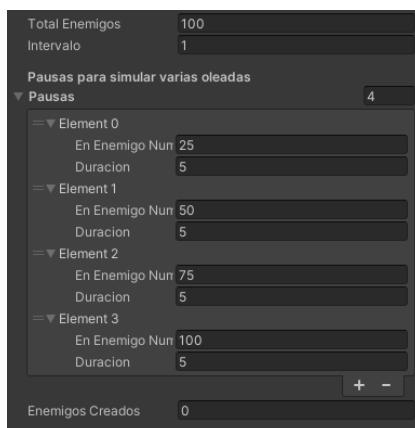 Total Enemigos 100
Intervalo 1
Pausas para simular varias oleadas
Pausas 4
Element 0
En Enemigo Num 25
Duracion 5
Element 1
En Enemigo Num 50
Duracion 5
Element 2
En Enemigo Num 75
Duracion 5
Element 3
En Enemigo Num 100
Duracion 5
+ -
Enemigos Creados 0